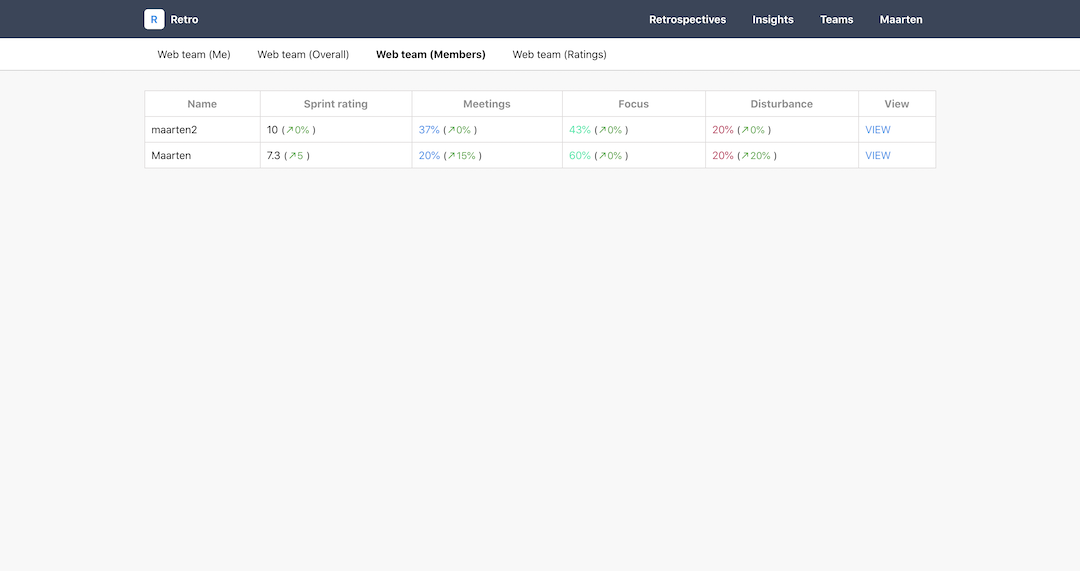 R Retro Retrospectives Insights Teams Maarten
Web team (Me) Web team (Overall) Web team (Members) Web team (Ratings)
Name Sprint rating Meetings Focus Disturbance View
maarten2 10 (↗0% ) 37% (↗0% ) 43% (↗0% ) 20% (↗0% ) VIEW
Maarten 7.3 (↗5 ) 20% (↗15% ) 60% (↗0% ) 20% (↗20% ) VIEW